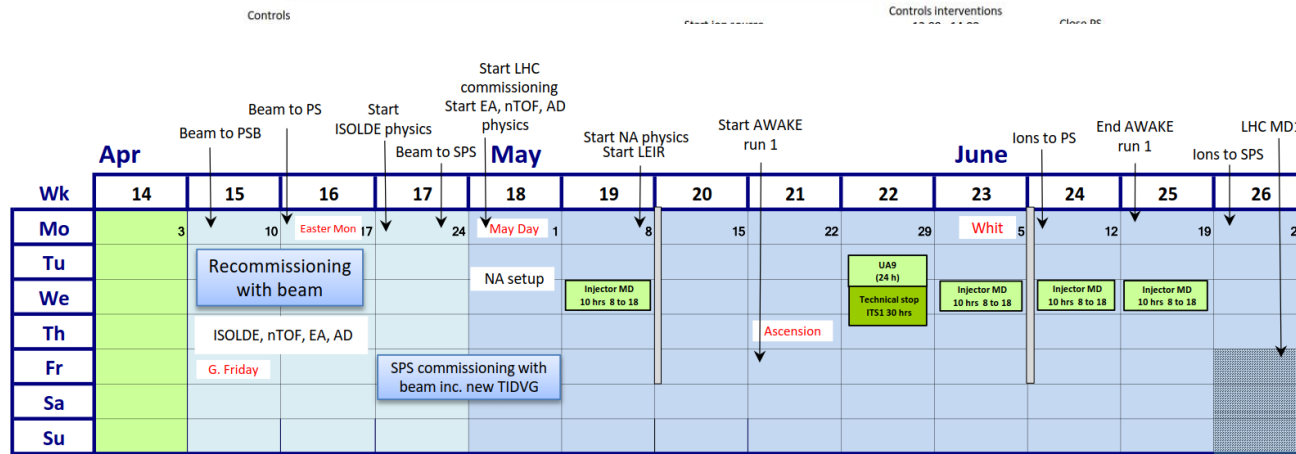 Controls
Controls interventions
Start LHC
commissioning
Start EA, nTOF, AD
physics
Beam to PS
Start
ISOLDE physics
Beam to PSB
Beam to SPS
Start NA physics
Start LEIR
Start AWAKE
run 1
Ions to PS
End AWAKE
run 1
Ions to SPS
LHC MD1
Apr May June
Wk 14 15 16 17 18 19 20 21 22 23 24 25 26
Mo 3 10 Easter Mon 17 24 May Day 1 8 15 22 29 Whit 5 12 19 2
Tu
Recommissioning
with beam
NA setup
UA9
(24 h)
We
Injector MD
10 hrs 8 to 18
Technical stop
ITS1 30 hrs
Injector MD
10 hrs 8 to 18
Injector MD
10 hrs 8 to 18
Injector MD
10 hrs 8 to 18
Th
ISOLDE, nTOF, EA, AD
Ascension
Fr
G. Friday
SPS commissioning with
beam inc. new TIDVG
Sa
Su